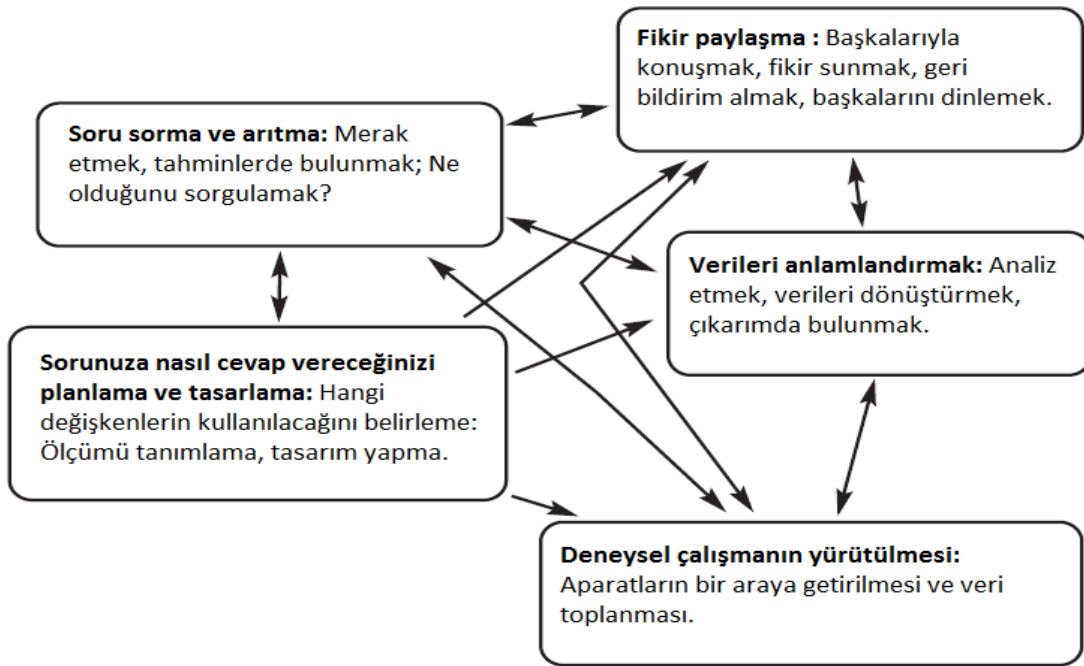 Fikir paylaşma : Başkalarıyla
konuşmak, fikir sunmak, geri
bildirim almak, başkalarını dinlemek.
Soru sorma ve arıtma: Merak
etmek, tahminlerde bulunmak; Ne
olduğunu sorgulamak?
Verileri anlamlandırmak: Analiz
etmek, verileri dönüştürmek,
çıkarımda bulunmak.
Sorunuza nasıl cevap vereceğinizi
planlama ve tasarlama: Hangi
değişkenlerin kullanılacağını belirleme:
Ölçümü tanımlama, tasarım yapma.
Deneysel çalışmanın yürütülmesi:
Aparatların bir araya getirilmesi ve veri
toplanması.